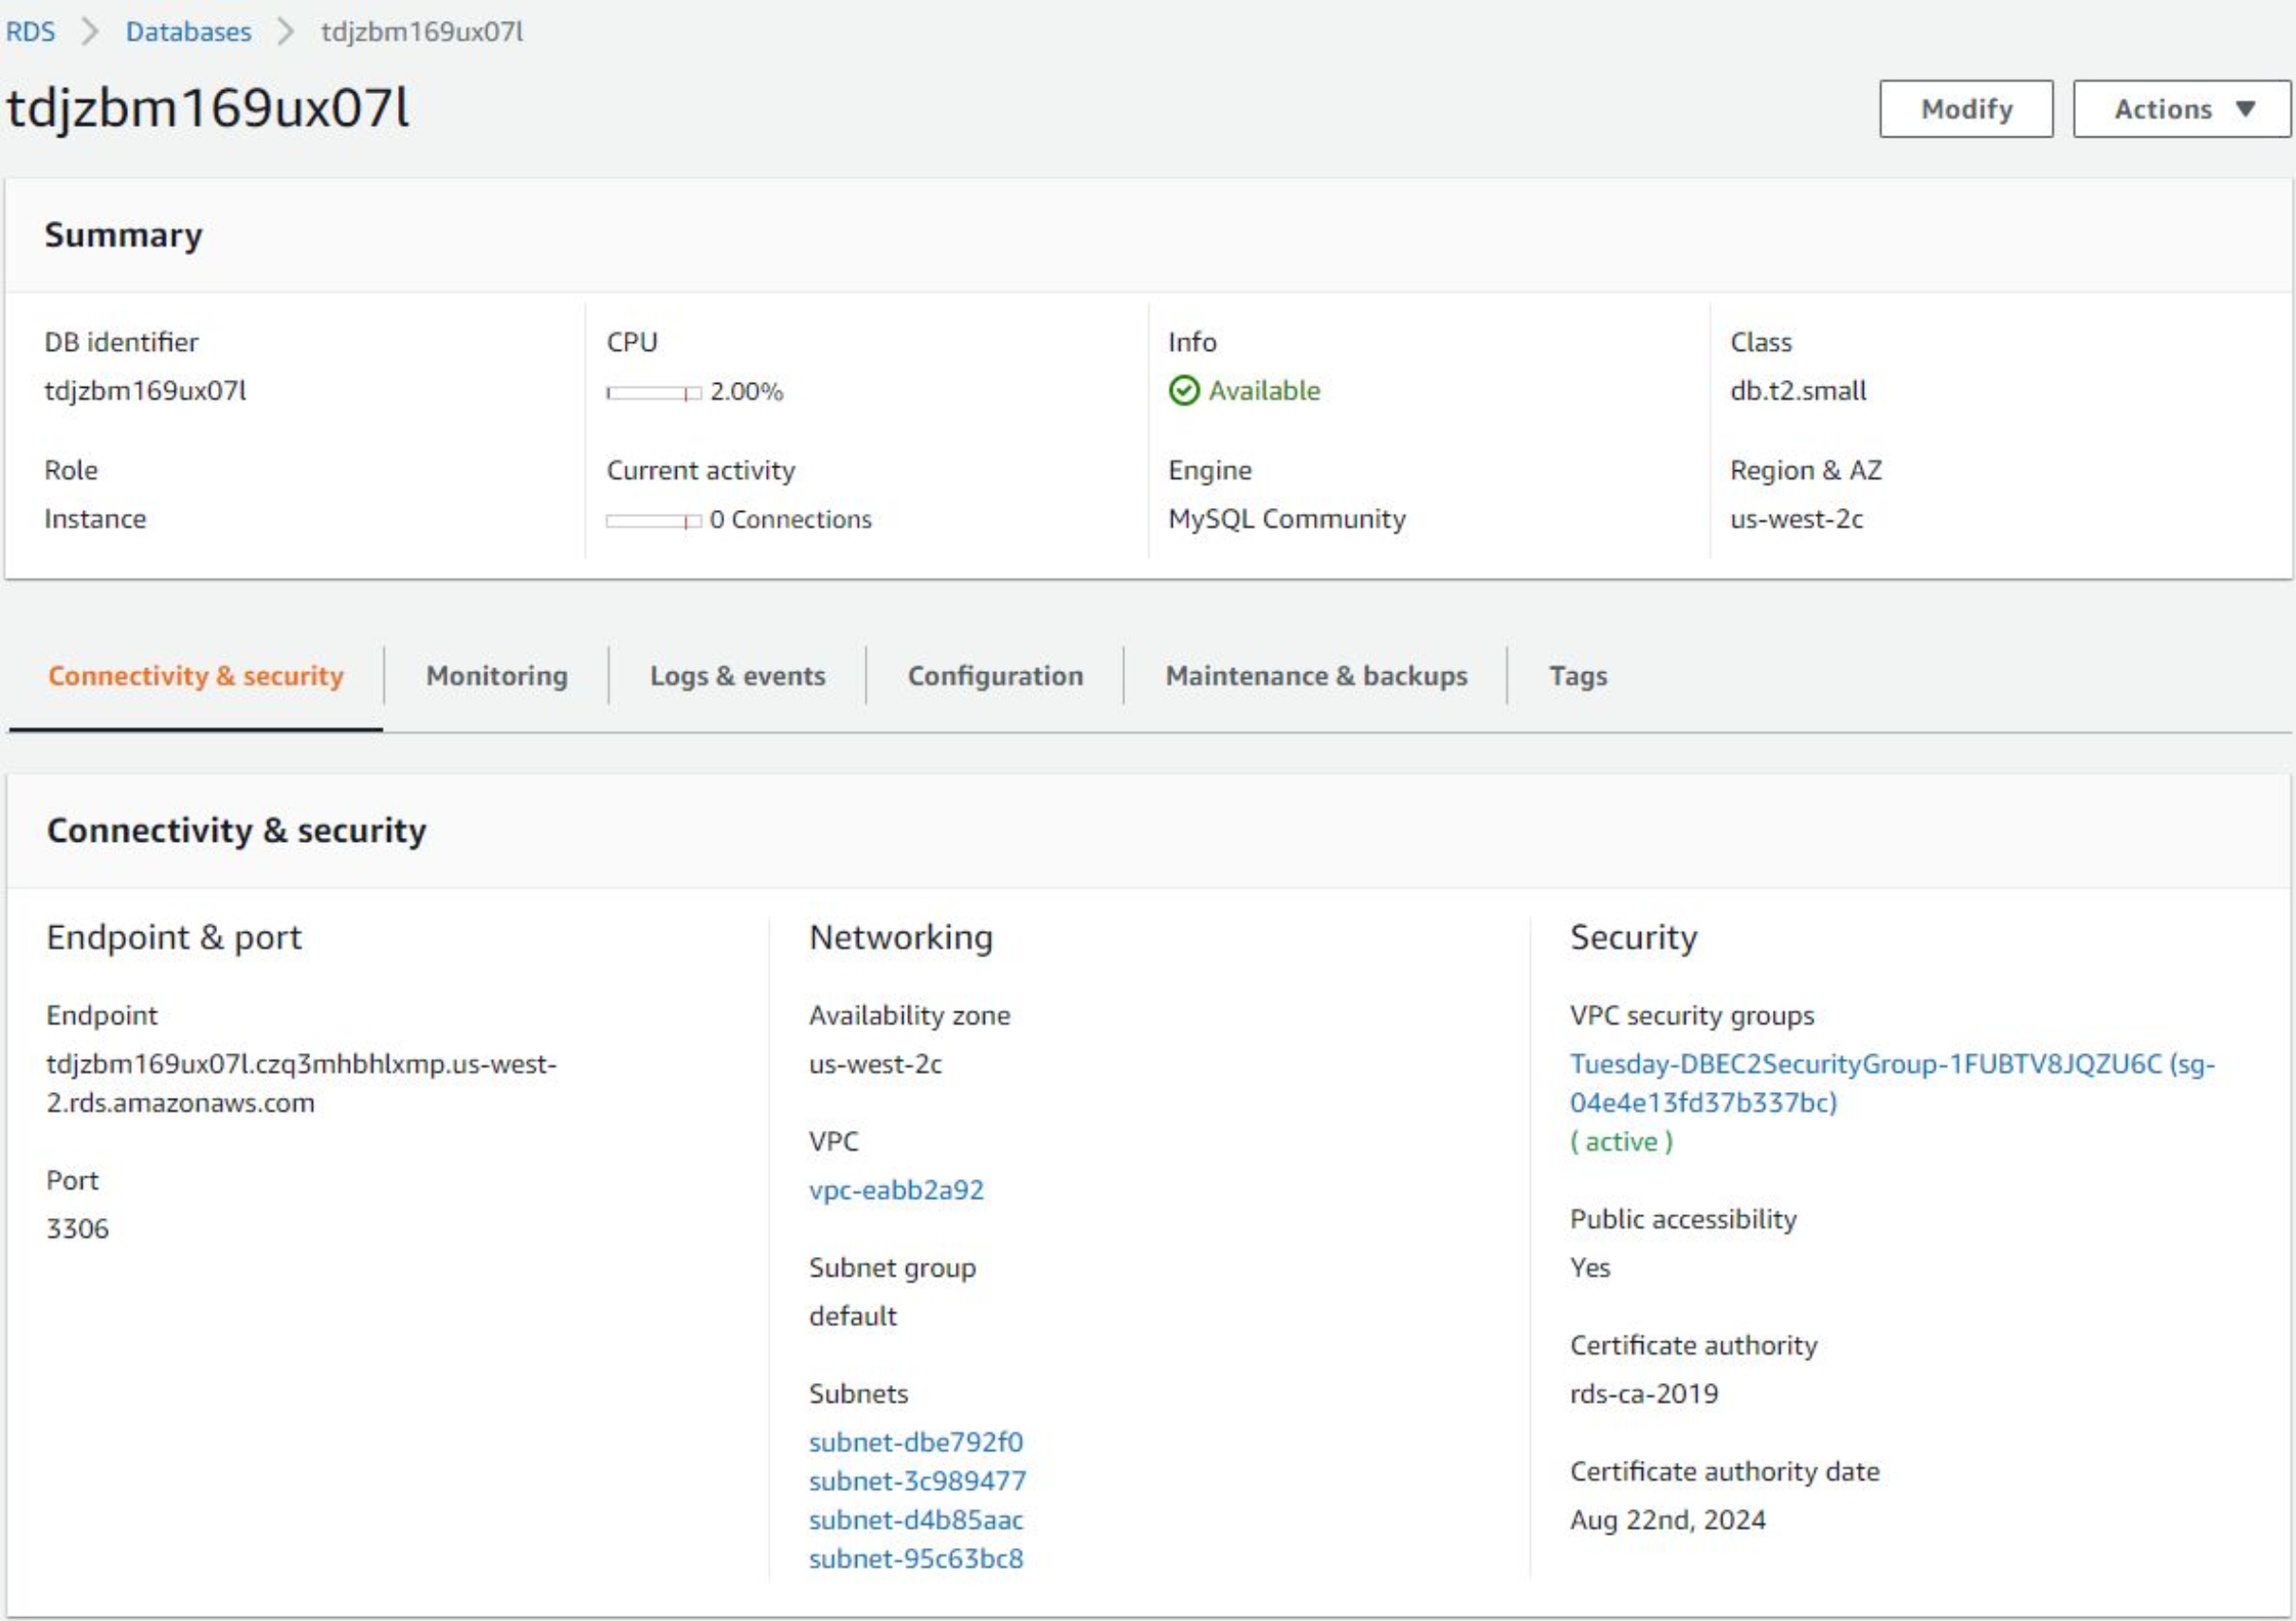 RDS > Databases > tdjzbm169ux07l
tdjzbm169ux07l
Modify
Actions
Summary
DB identifier
tdjzbm169ux07l
CPU
2.00%
Info
Available
Class
db.t2.small
Role
Instance
Current activity
0 Connections
Engine
MySQL Community
Region & AZ
us-west-2c
Connectivity & security
Monitoring
Logs & events
Configuration
Maintenance & backups
Tags
Connectivity & security
Endpoint & port
Endpoint
tdjzbm169ux07l.czq3mhbhlxmp.us-west-
2.rds.amazonaws.com
Port
3306
Networking
Availability zone
us-west-2c
VPC
vpc-eabb2a92
Subnet group
default
Subnets
subnet-dbe792f0
subnet-3c989477
subnet-d4b85aac
subnet-95c63bc8
Security
VPC security groups
Tuesday-DBEC2SecurityGroup-1FUBTV8JQZU6C (sg-
04e4e13fd37b337bc)
( active )
Public accessibility
Yes
Certificate authority
rds-ca-2019
Certificate authority date
Aug 22nd, 2024